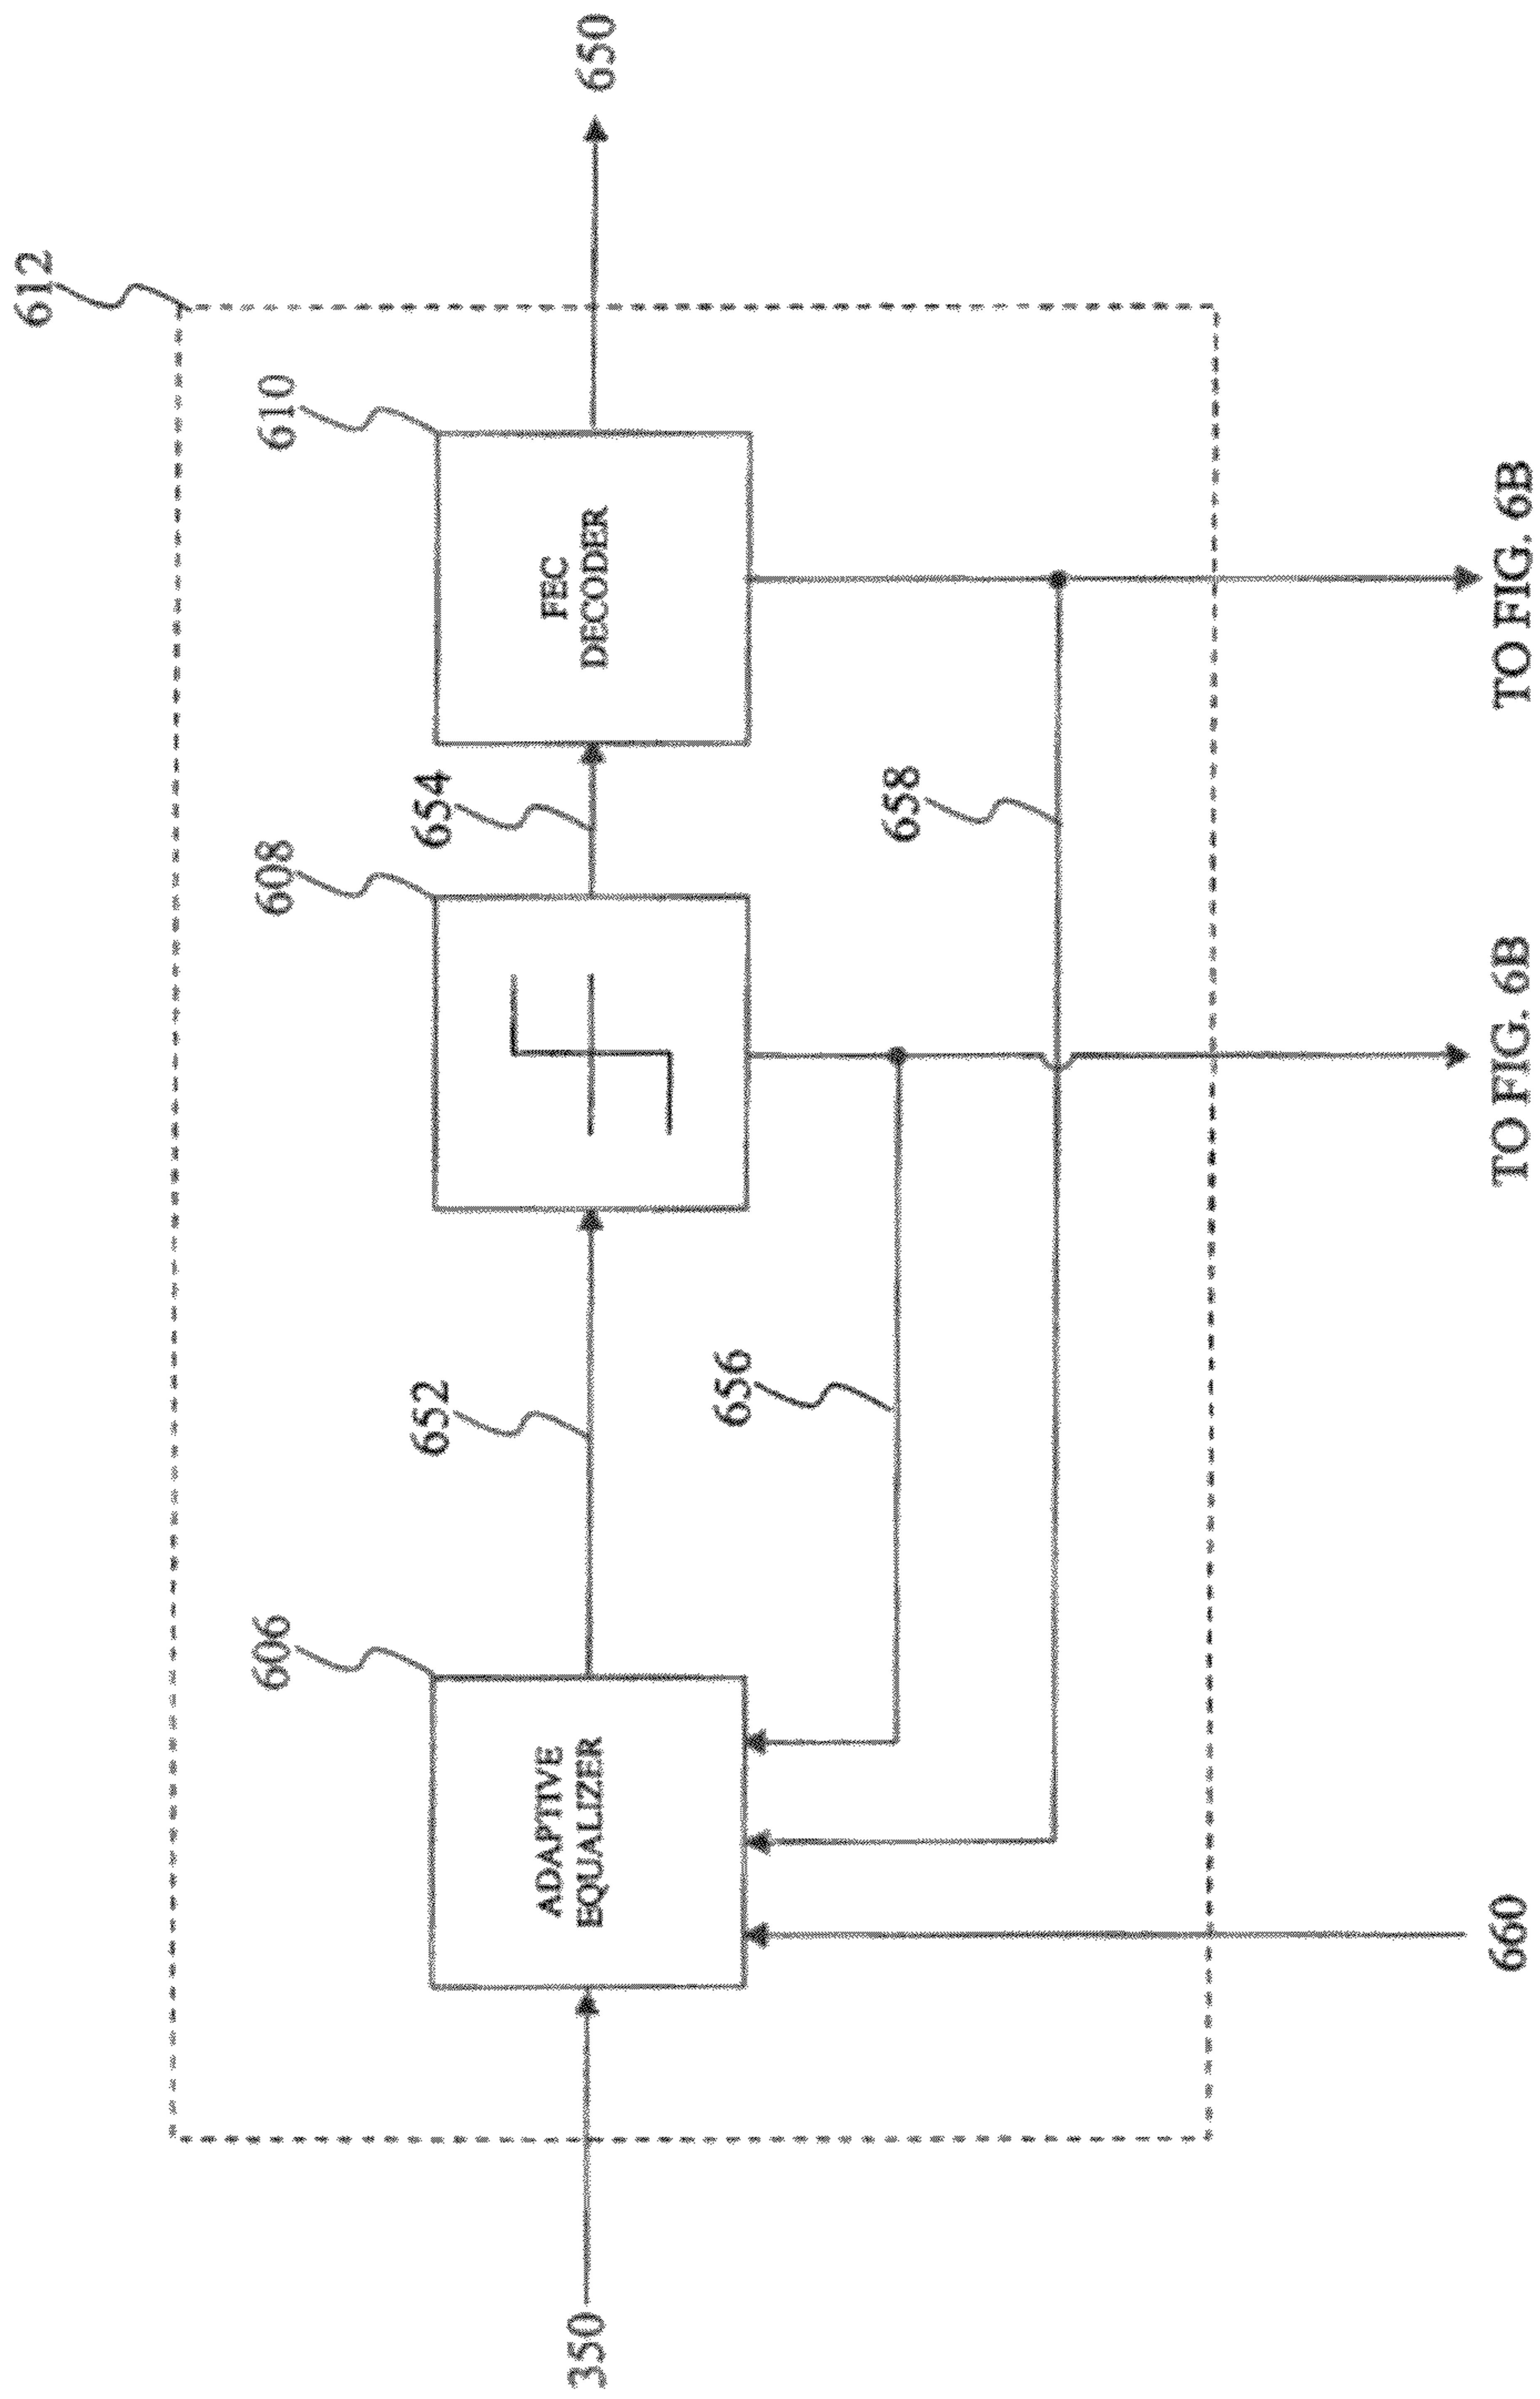 612
610
608
606
654
652
658
656
FEC
DECODER
ADAPTIVE
EQUALIZER
350
650
660
TO FIG. 6B
TO FIG. 6B